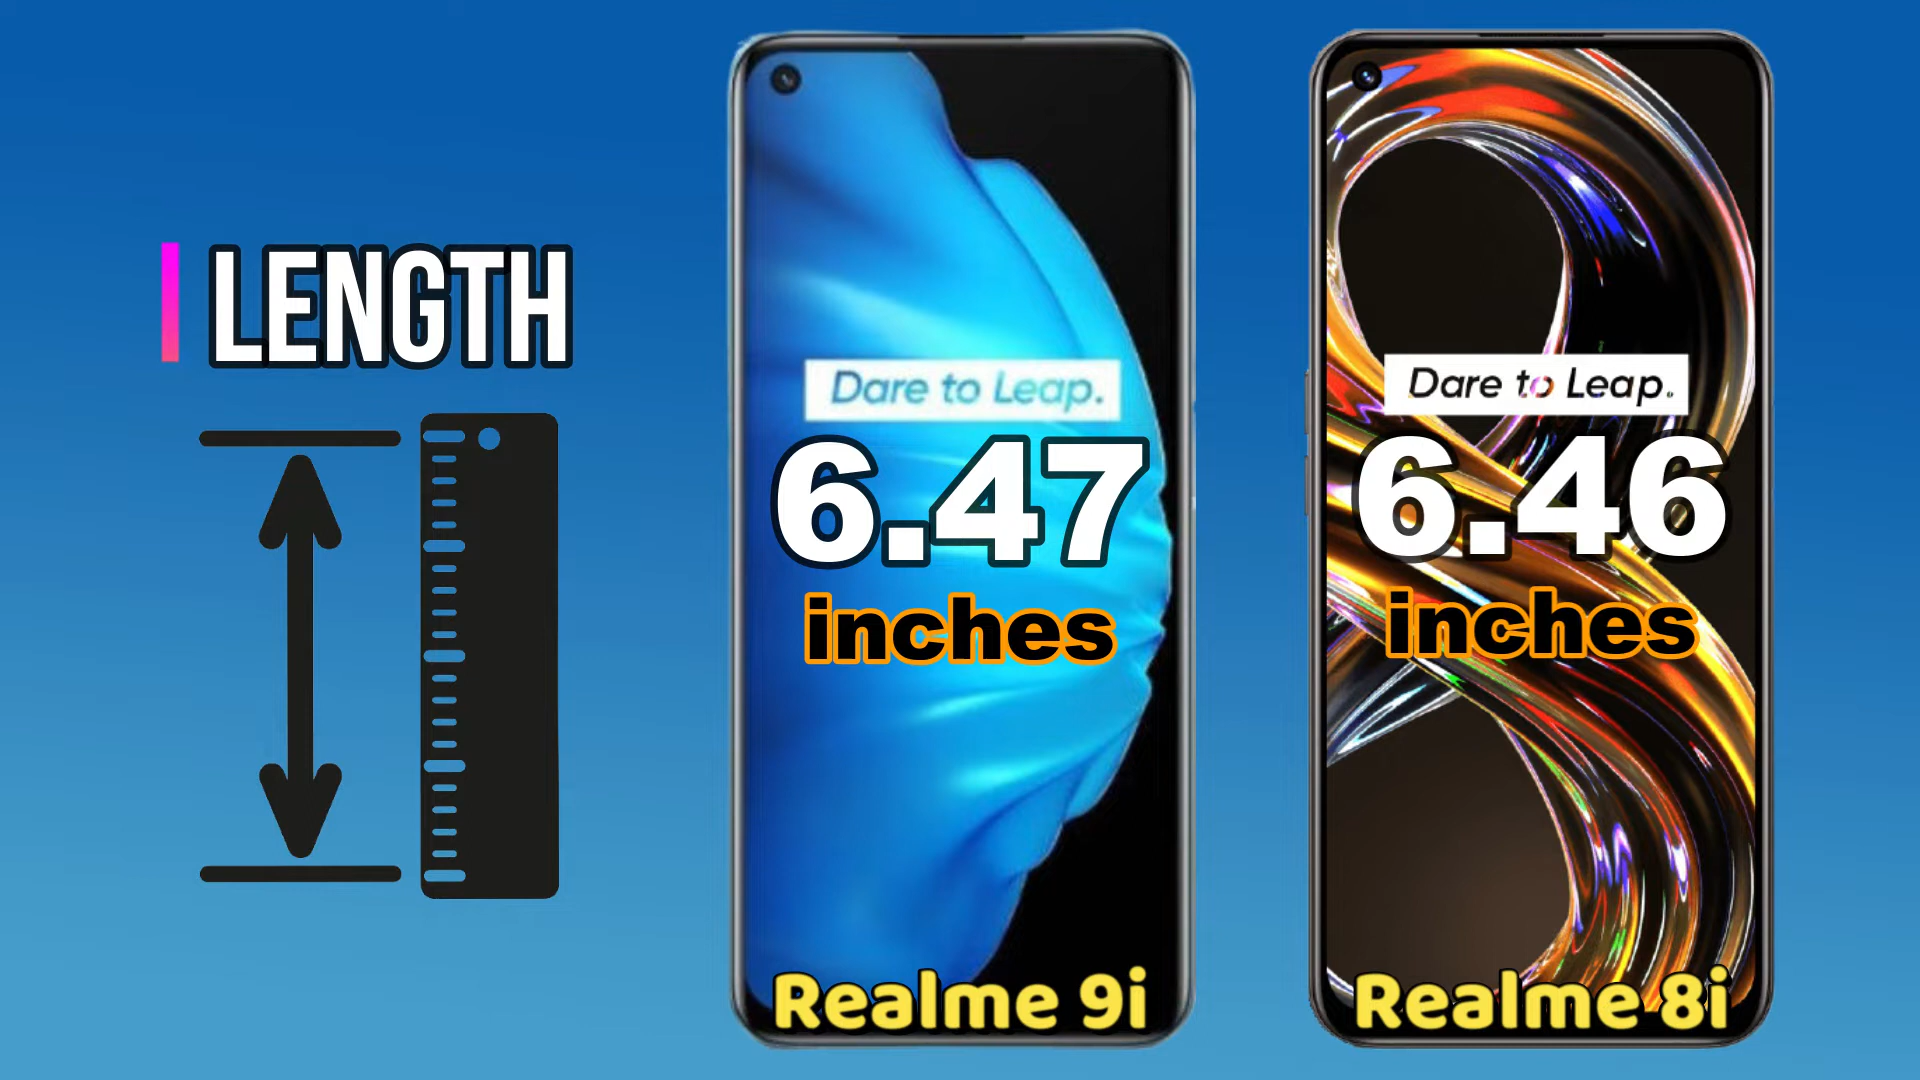 LENGTH
Dare to Leap.
6.47
inches
Realme 9i
Dare to Leap.
6.46
inches
Realme 8i